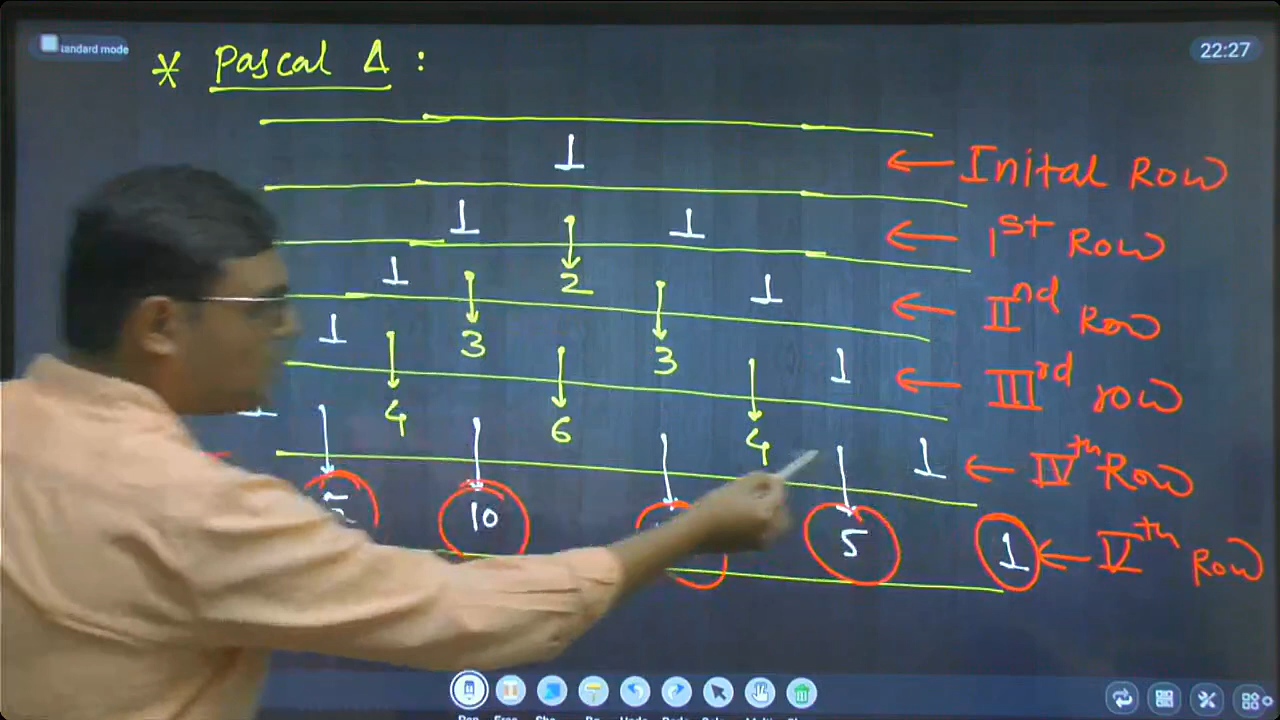 standard mode
22:27
* Pascal Δ :
1 ← Inital Row
1 1 ← 1st Row
1 2 1 ← IInd Row
1 3 3 1 ← IIIrd row
4 6 4 1 ← IVth Row
10 5 1 ← Vth Row